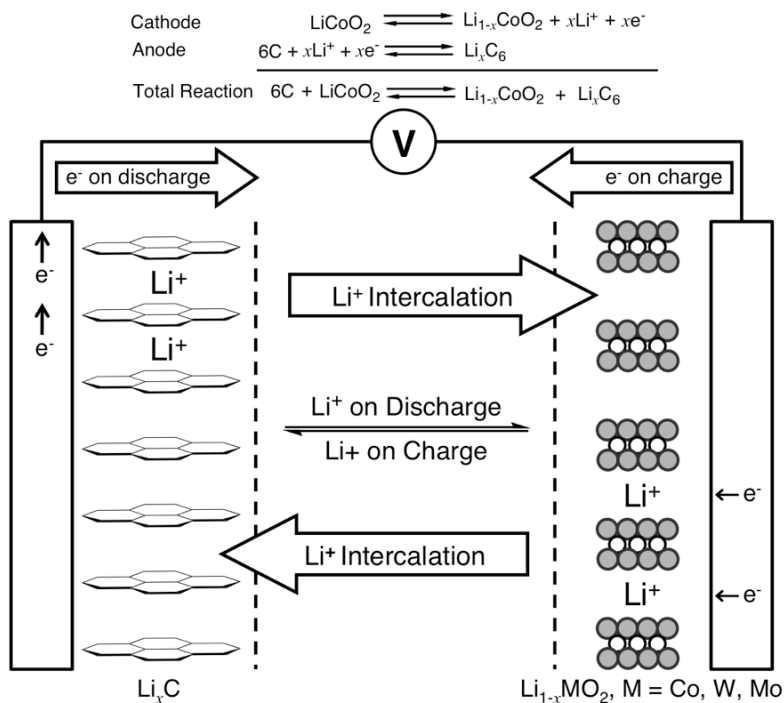 Cathode LiCoO₂ ⇌ Li₁₋ₓCoO₂ + xLi⁺ + xe⁻
Anode 6C + xLi⁺ + xe⁻ ⇌ LiₓC₆
Total Reaction 6C + LiCoO₂ ⇌ Li₁₋ₓCoO₂ + LiₓC₆
V
e⁻ on discharge
e⁻ on charge
e⁻
Li⁺
Li⁺ Intercalation
e⁻
Li⁺
Li⁺ on Discharge
Li+ on Charge
Li⁺
e⁻
Li⁺ Intercalation
Li⁺
e⁻
LiₓC
Li₁₋ₓMO₂, M = Co, W, Mo